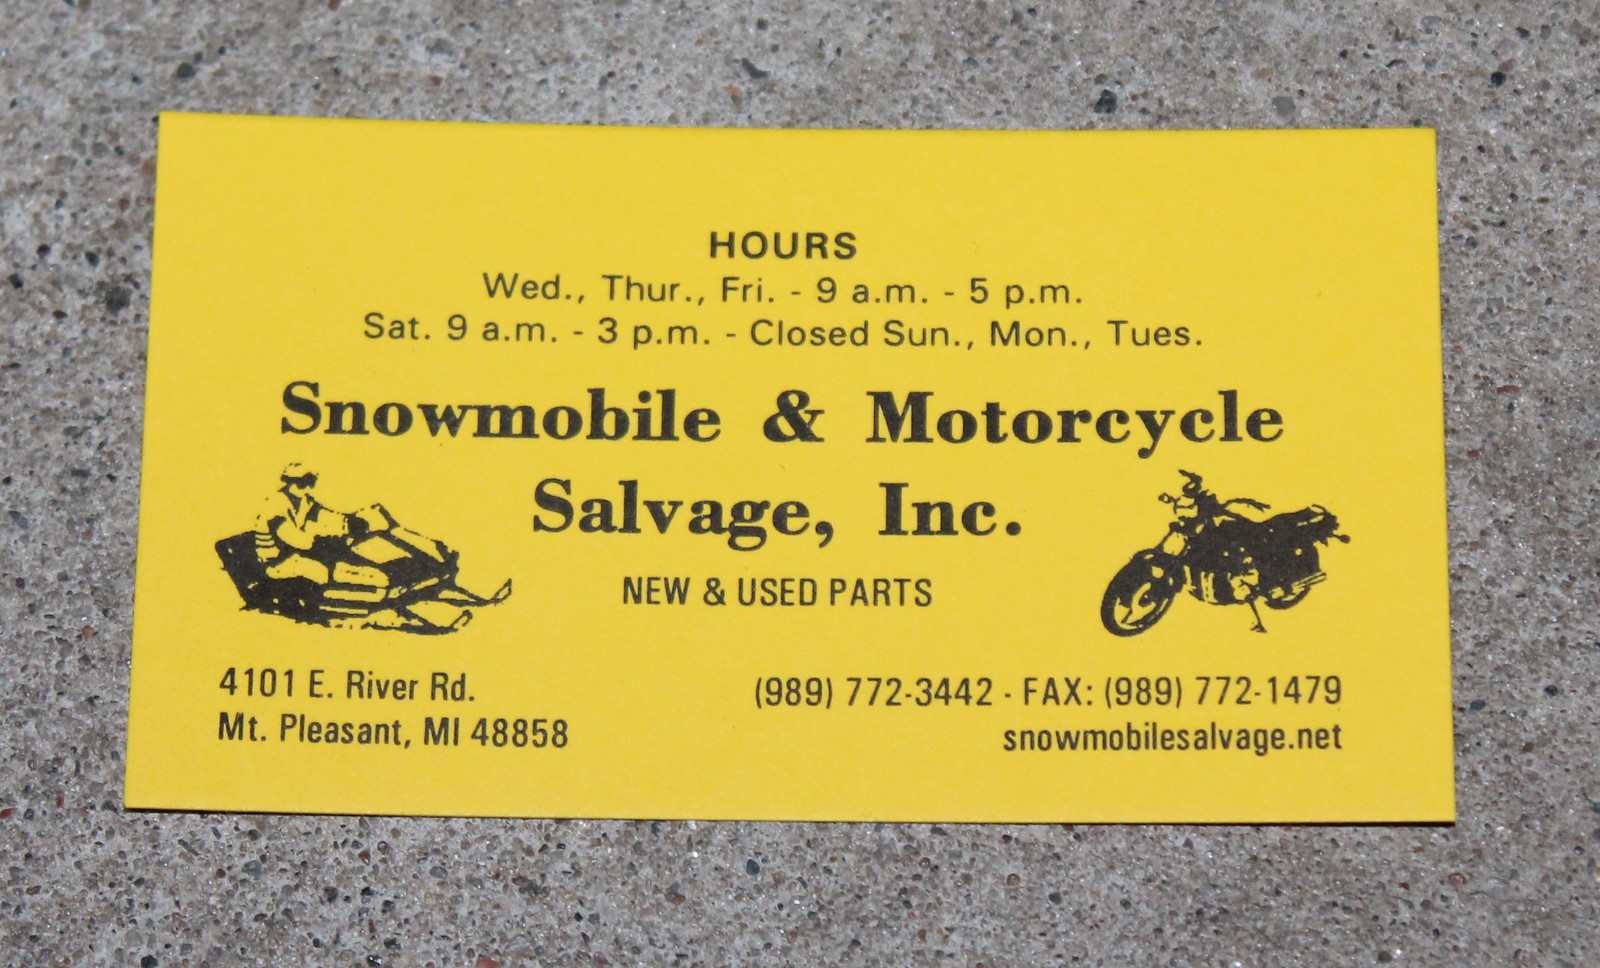 HOURS
Wed., Thur., Fri. - 9 a.m. - 5 p.m.
Sat. 9 a.m. - 3 p.m. - Closed Sun., Mon., Tues.
Snowmobile & Motorcycle
Salvage, Inc.
NEW & USED PARTS
4101 E. River Rd.
Mt. Pleasant, MI 48858
(989) 772-3442 - FAX: (989) 772-1479
snowmobilesalvage.net